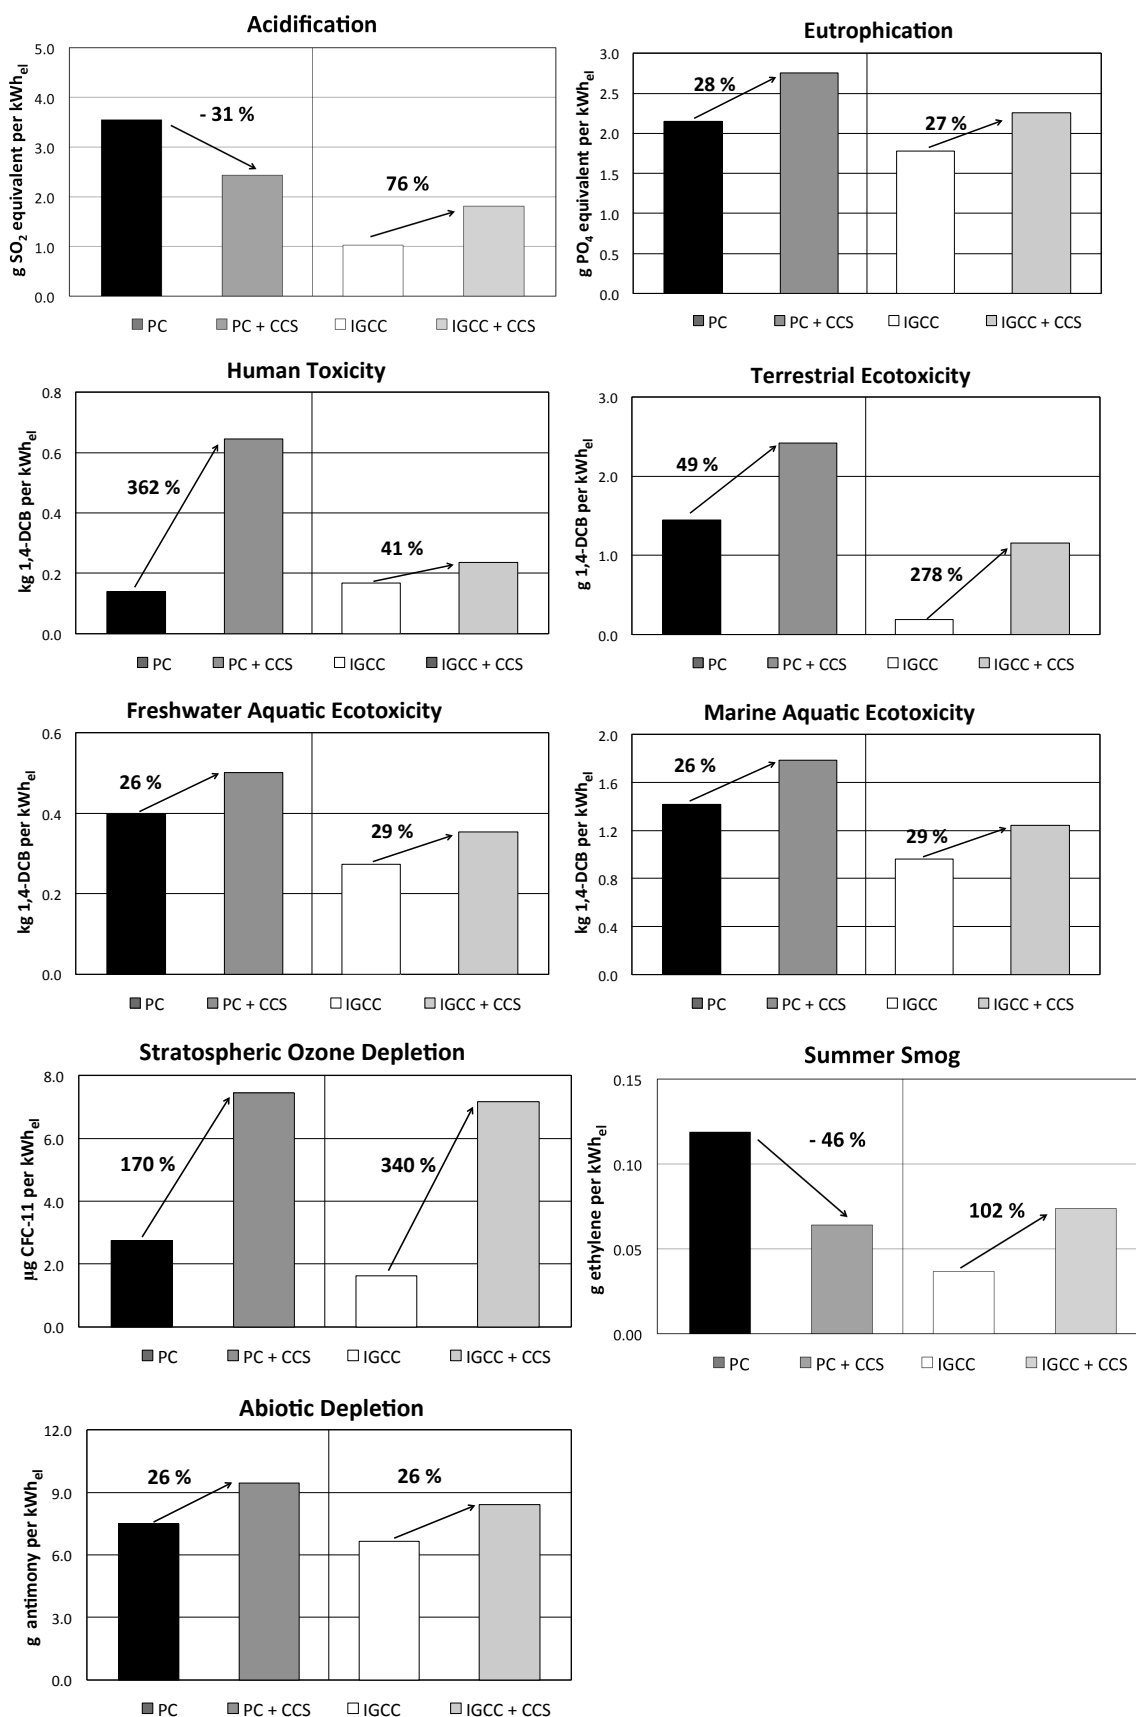 Acidification
g SO2 equivalent per kWhel
5.0
4.0
3.0
2.0
1.0
0.0
- 31 %
76 %
PC PC + CCS IGCC IGCC + CCS
Eutrophication
g PO4 equivalent per kWhel
3.0
2.5
2.0
1.5
1.0
0.5
0.0
28 %
27 %
PC PC + CCS IGCC IGCC + CCS
Human Toxicity
kg 1,4-DCB per kWhel
0.8
0.6
0.4
0.2
0.0
362 %
41 %
PC PC + CCS IGCC IGCC + CCS
Terrestrial Ecotoxicity
g 1,4-DCB per kWhel
3.0
2.0
1.0
0.0
49 %
278 %
PC PC + CCS IGCC IGCC + CCS
Freshwater Aquatic Ecotoxicity
kg 1,4-DCB per kWhel
0.6
0.4
0.2
0.0
26 %
29 %
PC PC + CCS IGCC IGCC + CCS
Marine Aquatic Ecotoxicity
kg 1,4-DCB per kWhel
2.0
1.6
1.2
0.8
0.4
0.0
26 %
29 %
PC PC + CCS IGCC IGCC + CCS
Stratospheric Ozone Depletion
µg CFC-11 per kWhel
8.0
6.0
4.0
2.0
0.0
170 %
340 %
PC PC + CCS IGCC IGCC + CCS
Summer Smog
g ethylene per kWhel
0.15
0.10
0.05
0.00
- 46 %
102 %
PC PC + CCS IGCC IGCC + CCS
Abiotic Depletion
g antimony per kWhel
12.0
9.0
6.0
3.0
0.0
26 %
26 %
PC PC + CCS IGCC IGCC + CCS